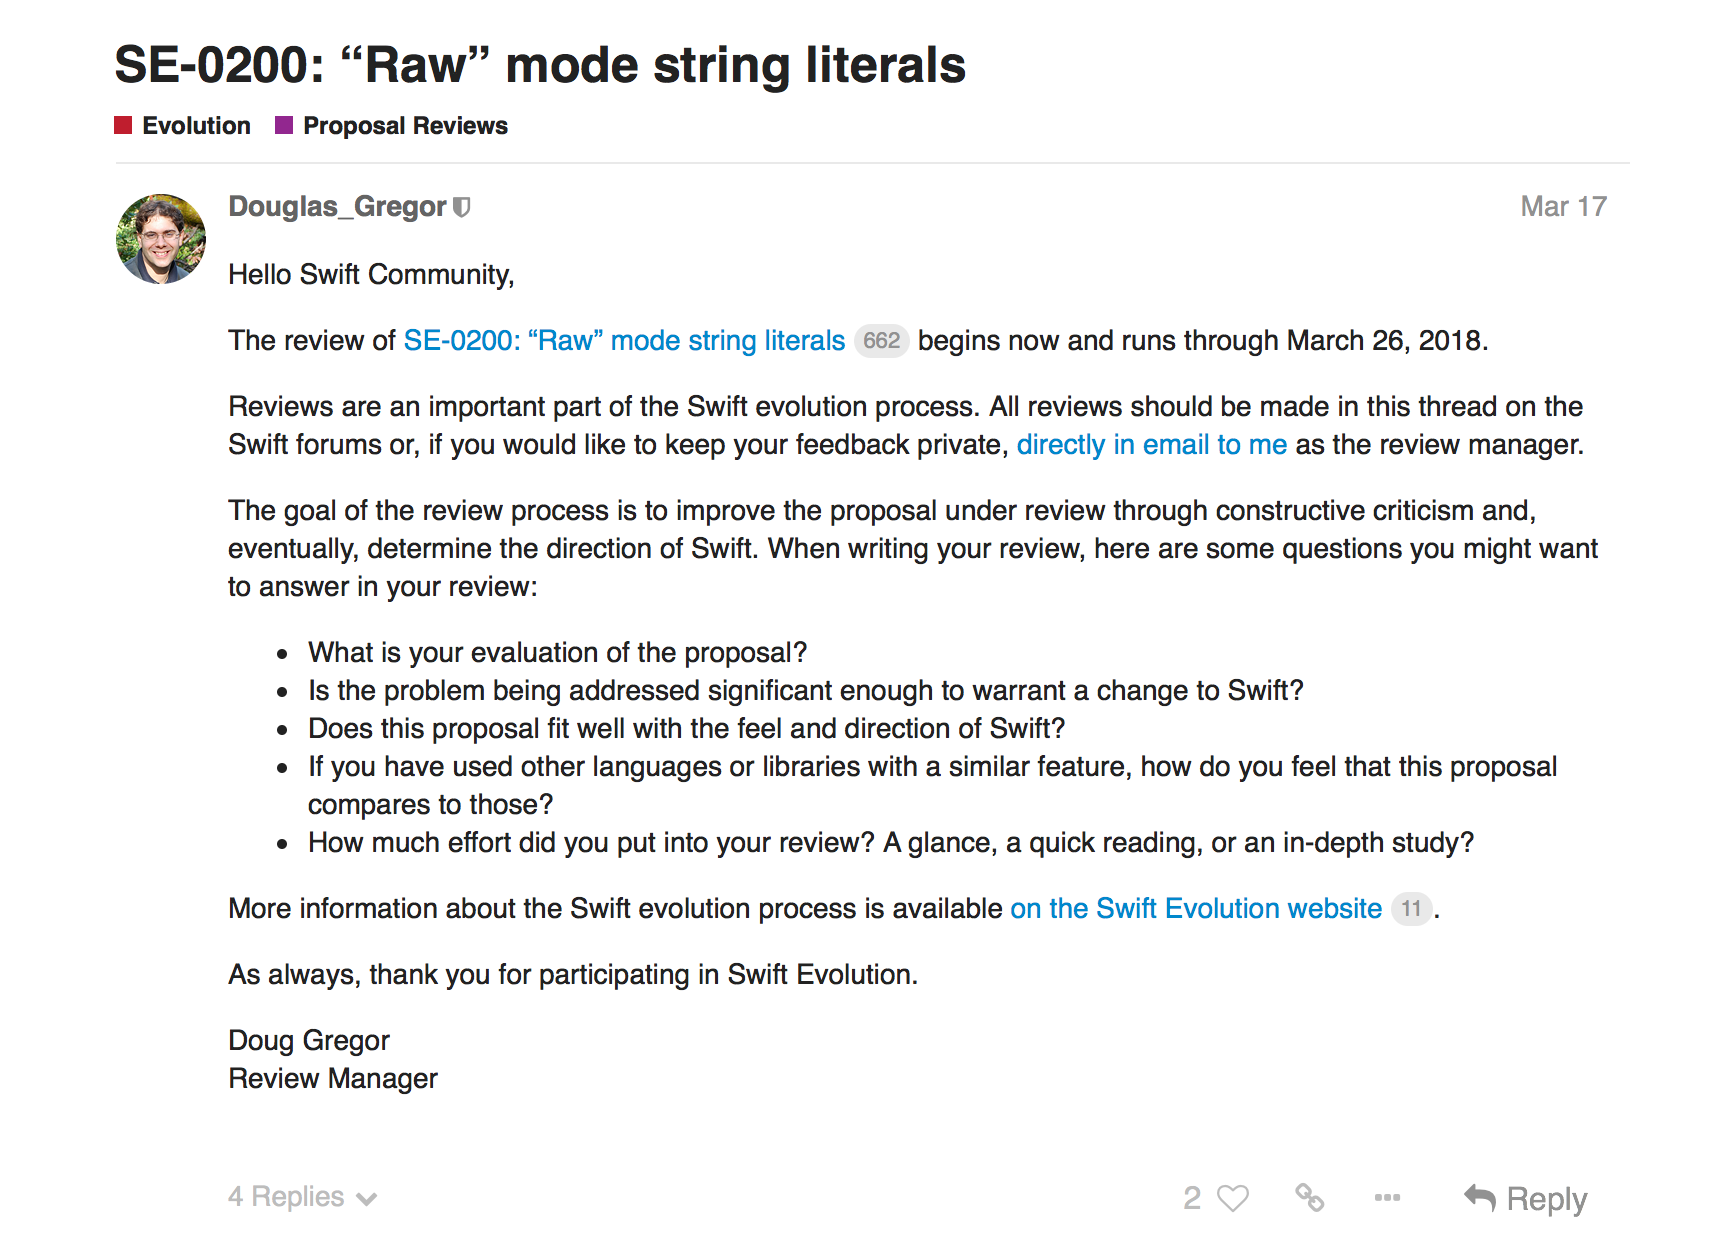 SE-0200: “Raw” mode string literals
Evolution Proposal Reviews
Douglas_Gregor Mar 17
Hello Swift Community,
The review of SE-0200: “Raw” mode string literals 662 begins now and runs through March 26, 2018.
Reviews are an important part of the Swift evolution process. All reviews should be made in this thread on the
Swift forums or, if you would like to keep your feedback private, directly in email to me as the review manager.
The goal of the review process is to improve the proposal under review through constructive criticism and,
eventually, determine the direction of Swift. When writing your review, here are some questions you might want
to answer in your review:
• What is your evaluation of the proposal?
• Is the problem being addressed significant enough to warrant a change to Swift?
• Does this proposal fit well with the feel and direction of Swift?
• If you have used other languages or libraries with a similar feature, how do you feel that this proposal
compares to those?
• How much effort did you put into your review? A glance, a quick reading, or an in-depth study?
More information about the Swift evolution process is available on the Swift Evolution website 11 .
As always, thank you for participating in Swift Evolution.
Doug Gregor
Review Manager
4 Replies 2 Reply